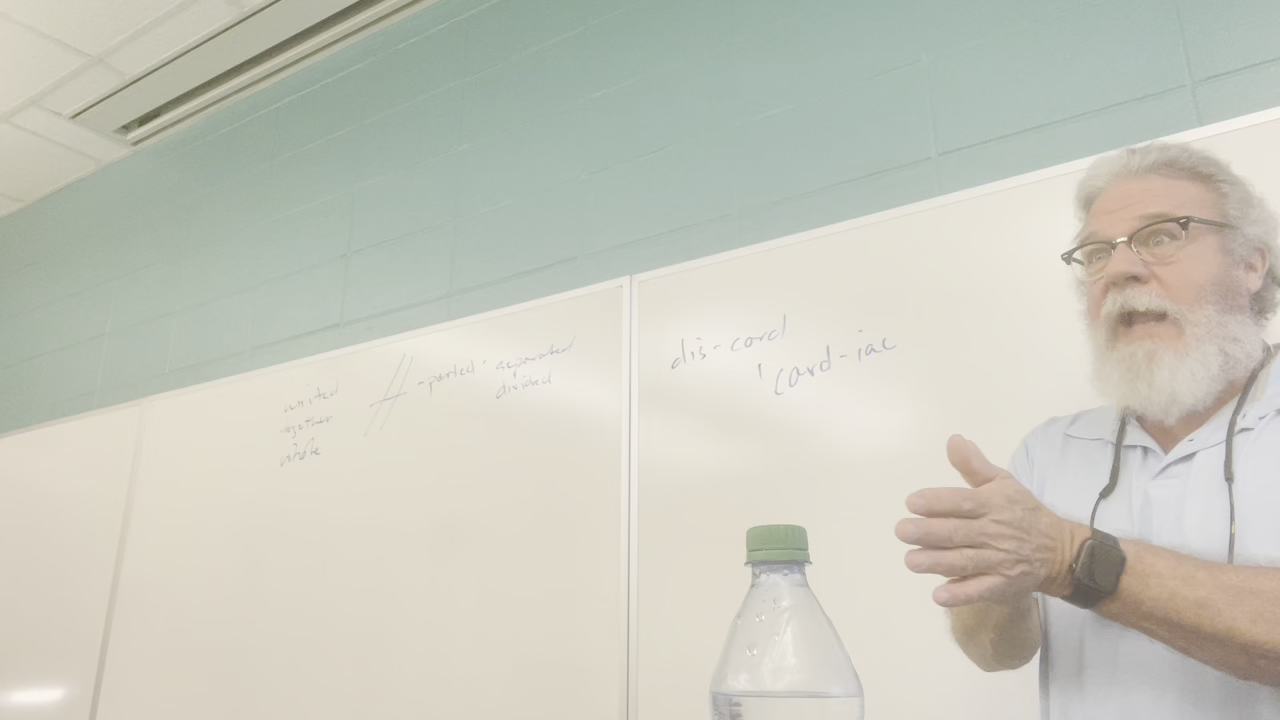 united
together
whole
-parted- separated
divided
dis-cord
'card-iac